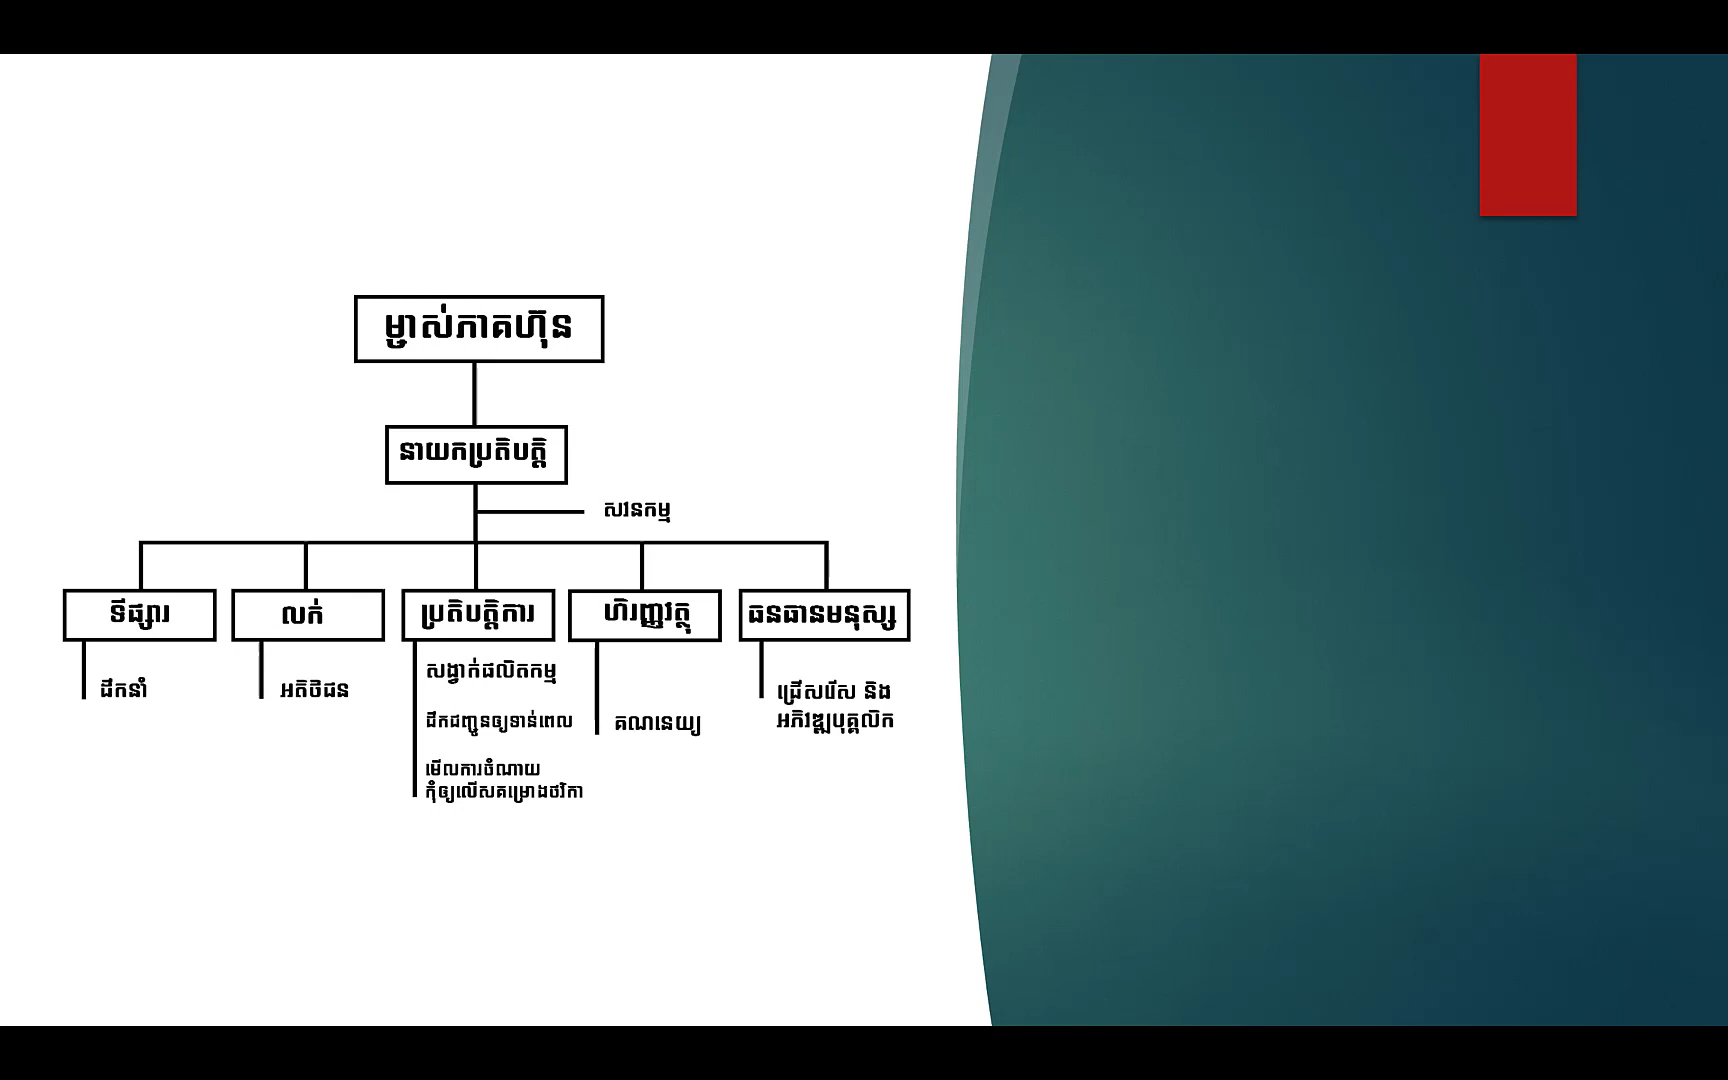 ម្ចាស់ភាគហ៊ុន
នាយកប្រតិបត្តិ
សវនកម្ម
ទីផ្សារ
លក់
ប្រតិបត្តិការ
ហិរញ្ញវត្ថុ
ធនធានមនុស្ស
ដឹកនាំ
អតិថិជន
សង្វាក់ផលិតកម្ម
ដឹកជញ្ជូនឲ្យទាន់ពេល
មើលការចំណាយ
កុំឲ្យលើសគម្រោងថវិកា
គណនេយ្យ
ជ្រើសរើស និង
អភិវឌ្ឍបុគ្គលិក